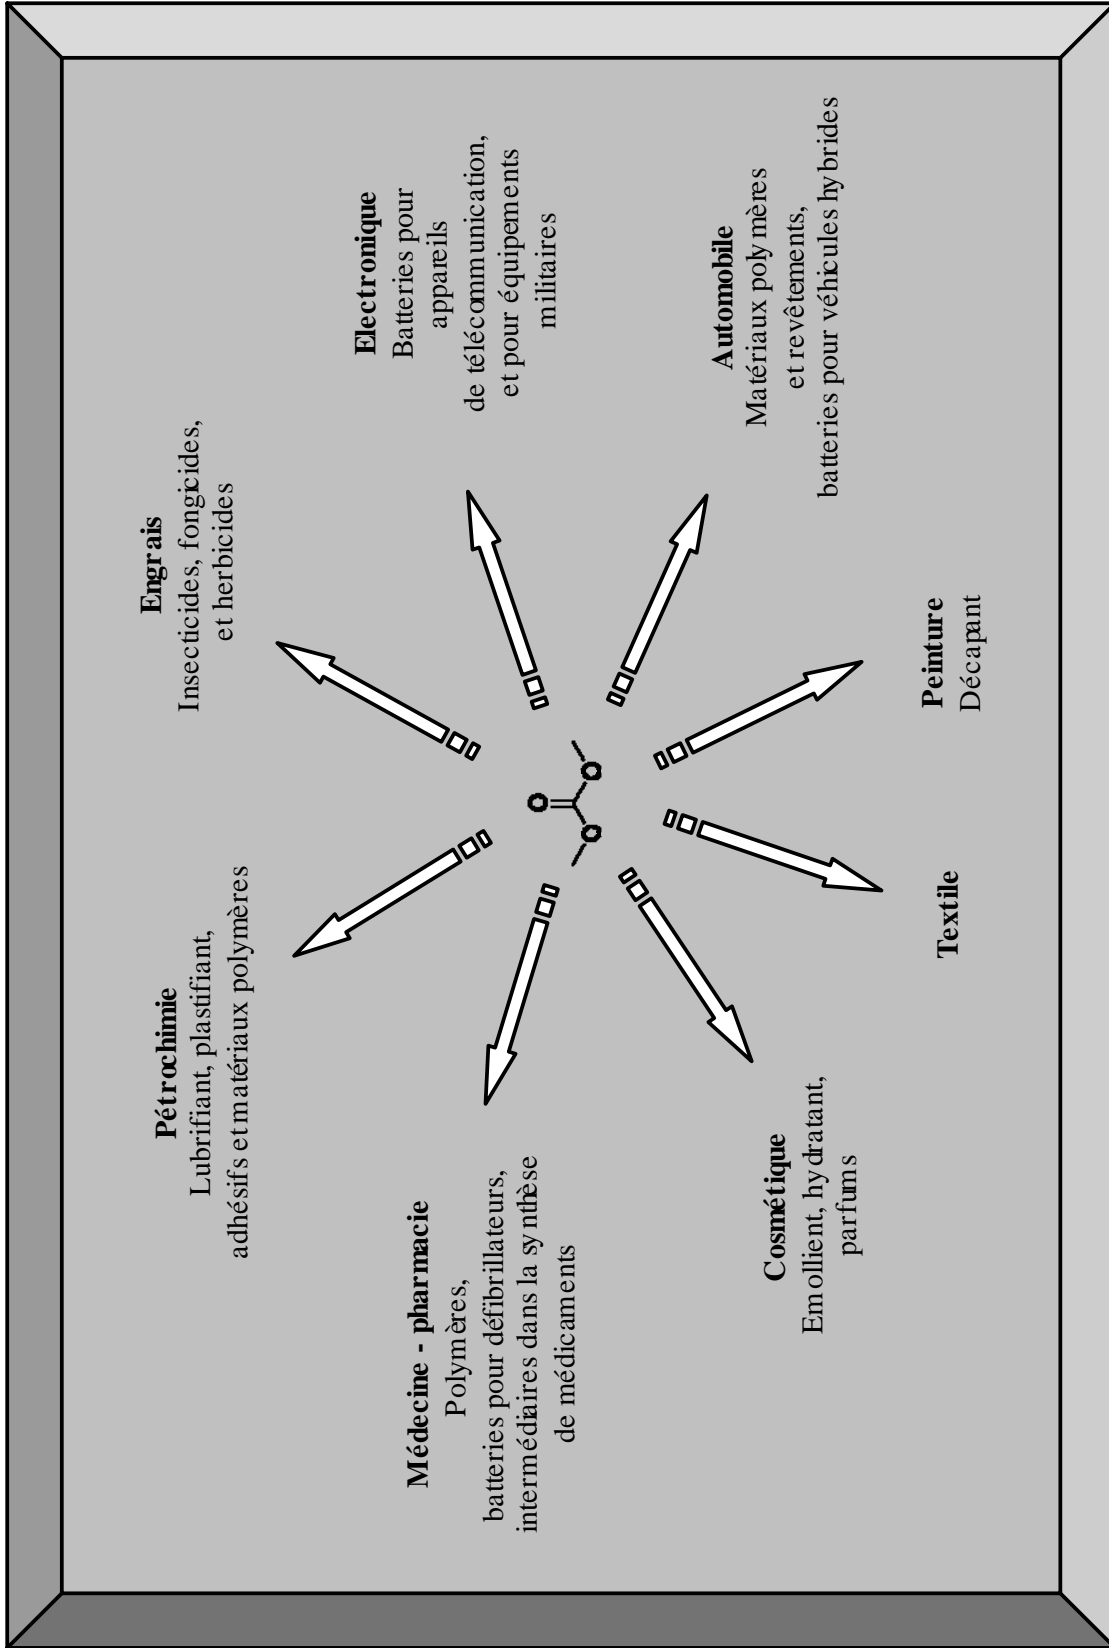 Pétrochimie
Lubrifiant, plastifiant,
adhésifs et matériaux polymères
Engrais
Insecticides, fongicides,
et herbicides
Médecine - pharmacie
Polymères,
batteries pour défibrillateurs,
intermédiaires dans la synthèse
de médicaments
Electronique
Batteries pour
appareils
de télécommunication,
et pour équipements
militaires
O
O
O
Cosmétique
Emollient, hydratant,
parfums
Automobile
Matériaux polymères
et revêtements,
batteries pour véhicules hybrides
Textile
Peinture
Décapant